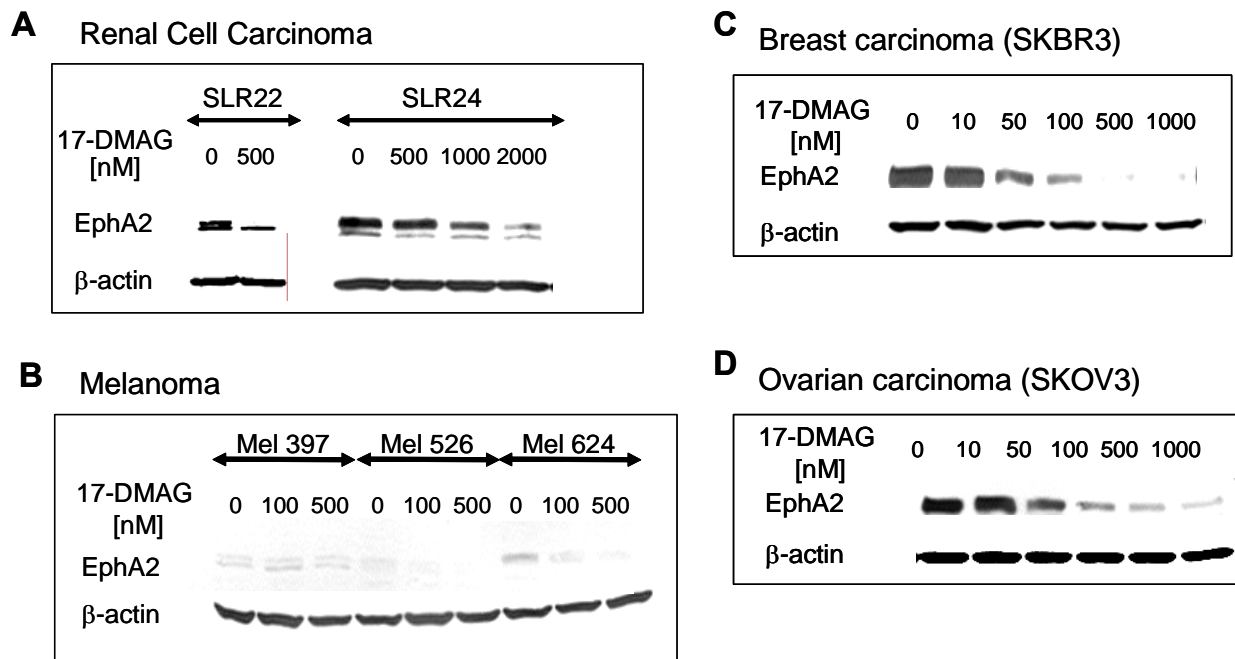 A Renal Cell Carcinoma
SLR22 SLR24
17-DMAG
[nM]
0 500 0 500 1000 2000
EphA2
β-actin
B Melanoma
Mel 397 Mel 526 Mel 624
17-DMAG
[nM]
0 100 500 0 100 500 0 100 500
EphA2
β-actin
C Breast carcinoma (SKBR3)
17-DMAG
[nM]
0 10 50 100 500 1000
EphA2
β-actin
D Ovarian carcinoma (SKOV3)
17-DMAG
[nM]
0 10 50 100 500 1000
EphA2
β-actin